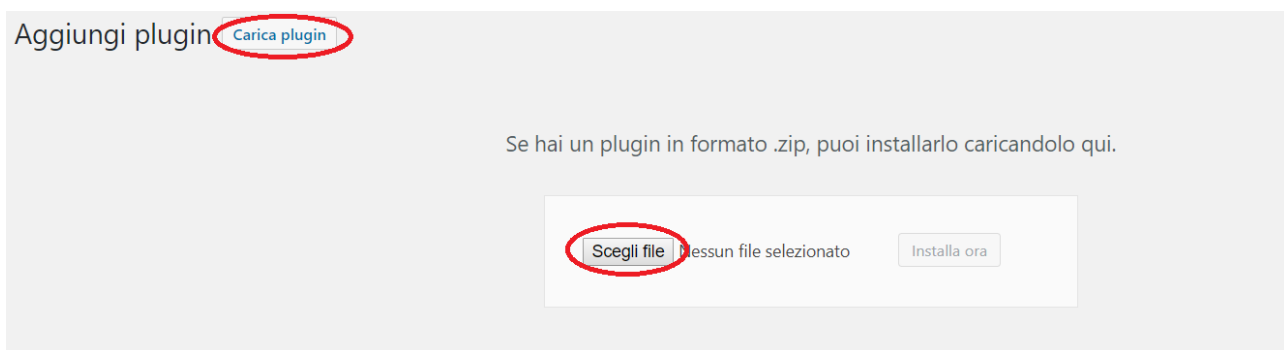 Aggiungi plugin Carica plugin
Se hai un plugin in formato .zip, puoi installarlo caricandolo qui.
Scegli file Nessun file selezionato Installa ora